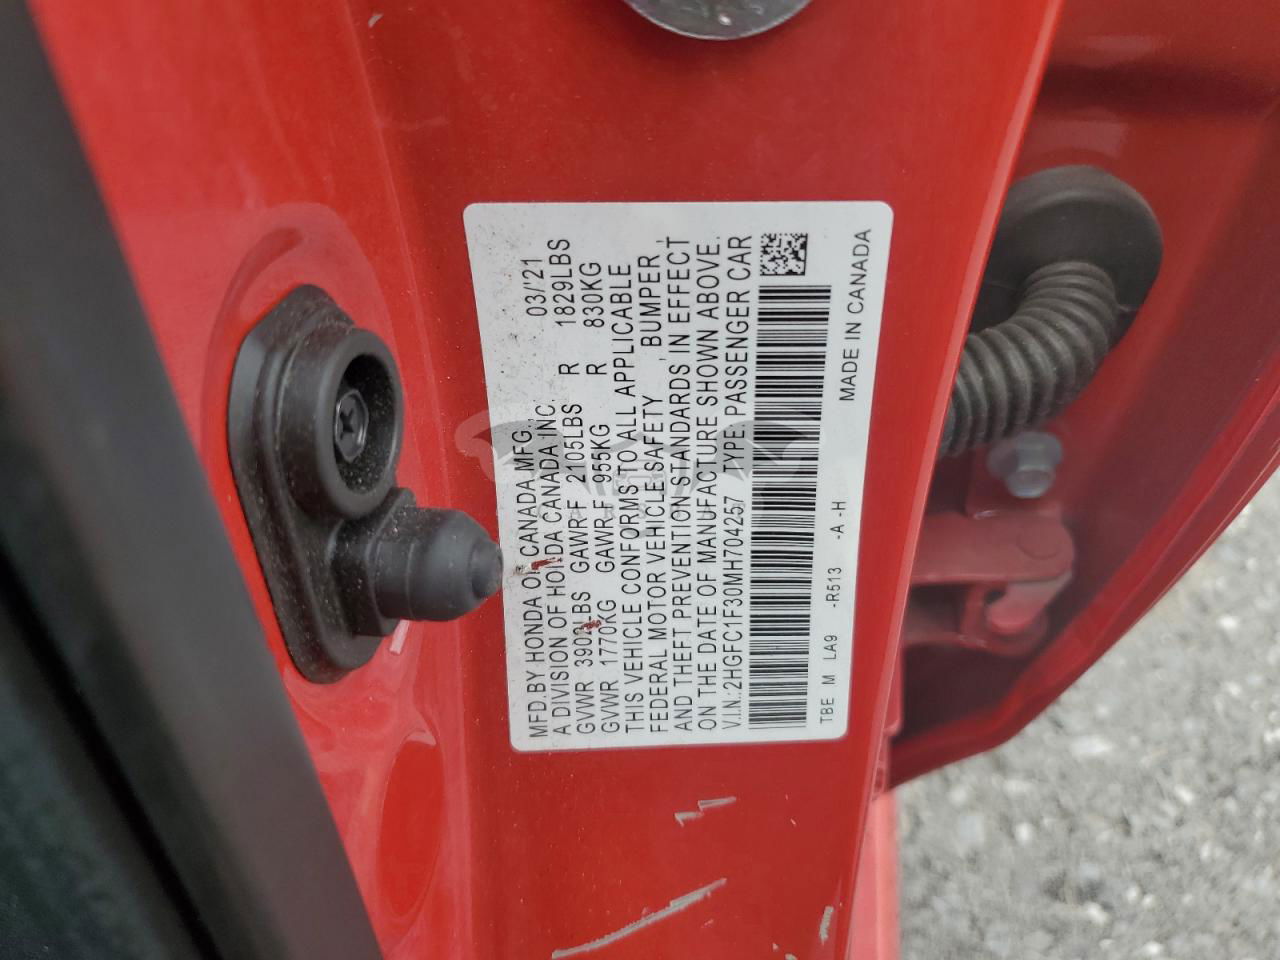 MFD.BY HONDA OF CANADA MFG., 03/'21
A DIVISION OF HONDA CANADA INC.
GVWR 3902LBS GAWR F 2105LBS R 1829LBS
GVWR 1770KG GAWR F 955KG R 830KG
THIS VEHICLE CONFORMS TO ALL APPLICABLE
FEDERAL MOTOR VEHICLE SAFETY, BUMPER,
AND THEFT PREVENTION STANDARDS IN EFFECT
ON THE DATE OF MANUFACTURE SHOWN ABOVE.
V.I.N.:2HGFC1F30MH704257 TYPE:PASSENGER CAR
TBE M LA9 -R513 -A -H MADE IN CANADA